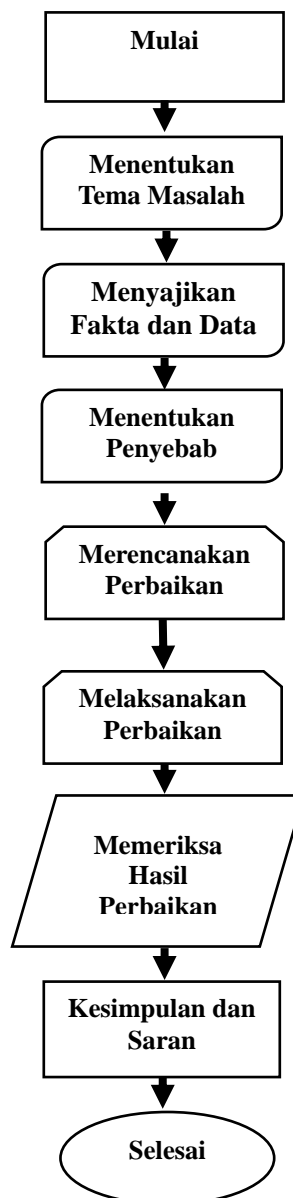 Mulai
Menentukan
Tema Masalah
Menyajikan
Fakta dan Data
Menentukan
Penyebab
Merencanakan
Perbaikan
Melaksanakan
Perbaikan
Memeriksa
Hasil
Perbaikan
Kesimpulan dan
Saran
Selesai